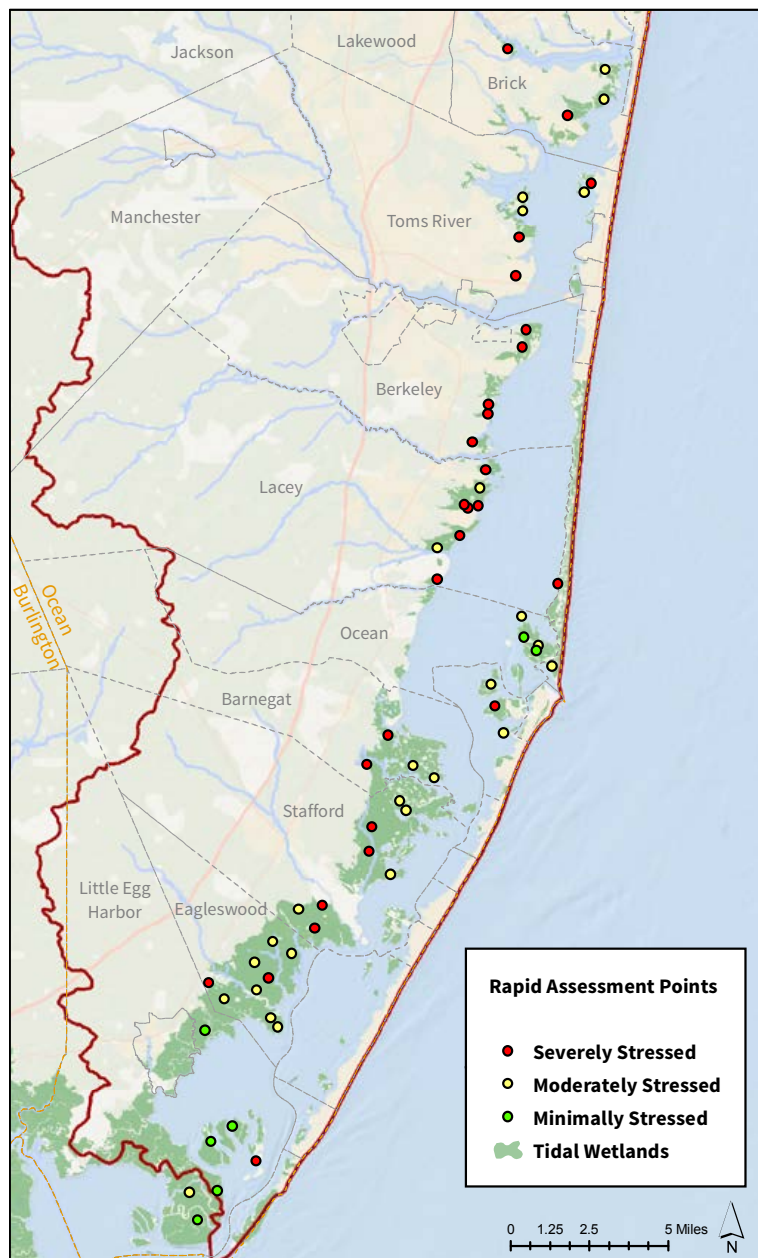 Lakewood
Jackson
Brick
Manchester
Toms River
Berkeley
Lacey
Ocean
Burlington
Ocean
Barnegat
Stafford
Little Egg
Harbor
Eagleswood
Rapid Assessment Points
Severely Stressed
Moderately Stressed
Minimally Stressed
Tidal Wetlands
0 1.25 2.5 5 Miles
N